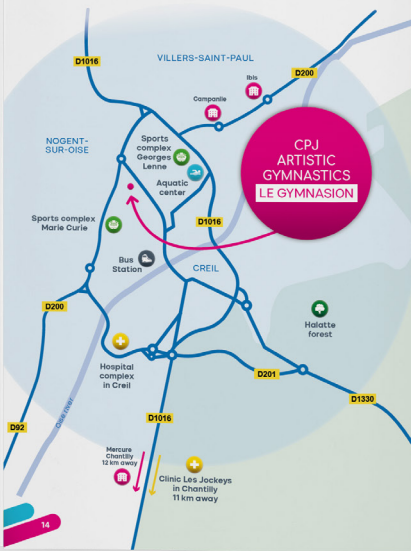 D1016
VILLERS-SAINT-PAUL
D200
Ibis
Campanile
CPJ
ARTISTIC
GYMNASTICS
LE GYMNASION
NOGENT-
SUR-OISE
Sports
complex
Georges
Lenne
Aquatic
center
Sports complex
Marie Curie
D1016
Bus
Station
CREIL
D200
Halatte
forest
Hospital
complex
in Creil
D201
D1330
Oise river
D92
D1016
Mercure
Chantilly
12 km away
Clinic Les Jockeys
in Chantilly
11 km away
14